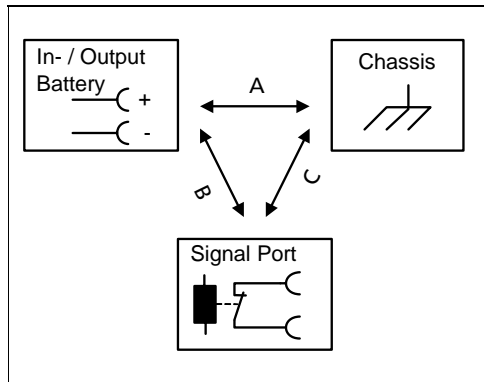 In- / Output
Battery
+
-
A
Chassis
B
C
Signal Port